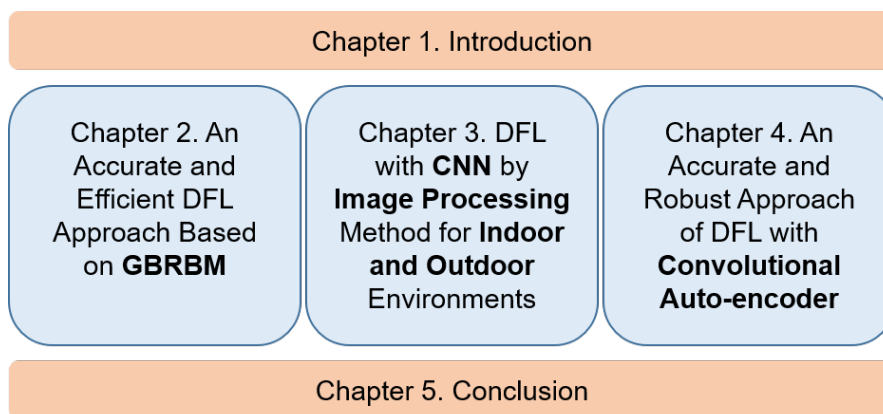 Chapter 1. Introduction
Chapter 2. An
Accurate and
Efficient DFL
Approach Based
on GBRBM
Chapter 3. DFL
with CNN by
Image Processing
Method for Indoor
and Outdoor
Environments
Chapter 4. An
Accurate and
Robust Approach
of DFL with
Convolutional
Auto-encoder
Chapter 5. Conclusion